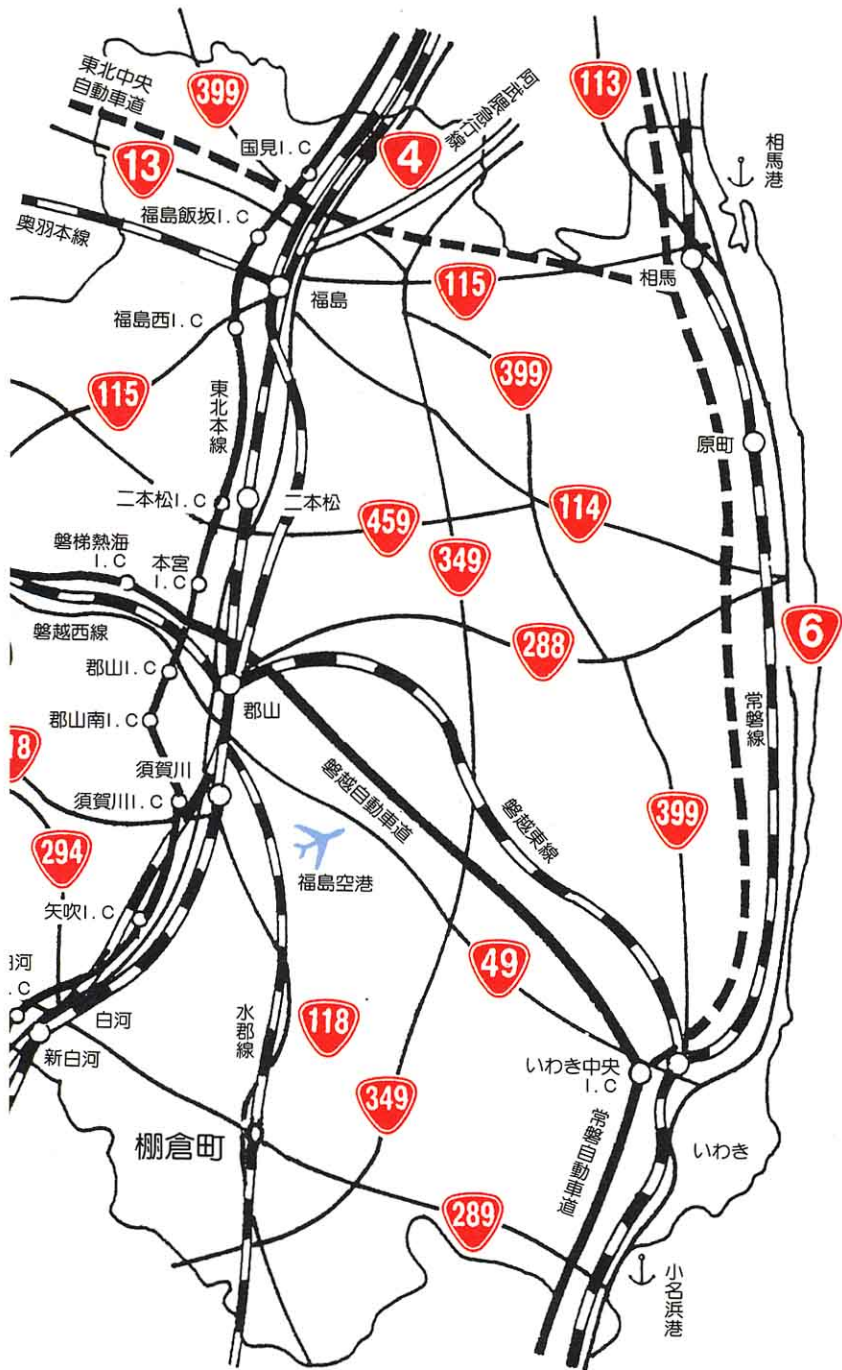 東北中央
自動車道
399
阿武隈急行線
113
国見I.C
13
4
相馬港
福島飯坂I.C
奥羽本線
115
相馬
福島
福島西I.C
399
115
東北本線
原町
二本松I.C
二本松
459
114
磐梯熱海
I.C
本宮
I.C
349
磐越西線
288
6
郡山I.C
郡山
常磐線
郡山南I.C
18
須賀川
磐越自動車道
須賀川I.C
磐越東線
399
294
福島空港
矢吹I.C
49
白河
I.C
白河
水郡線
118
新白河
いわき中央
I.C
349
棚倉町
常磐自動車道
いわき
289
小名浜港